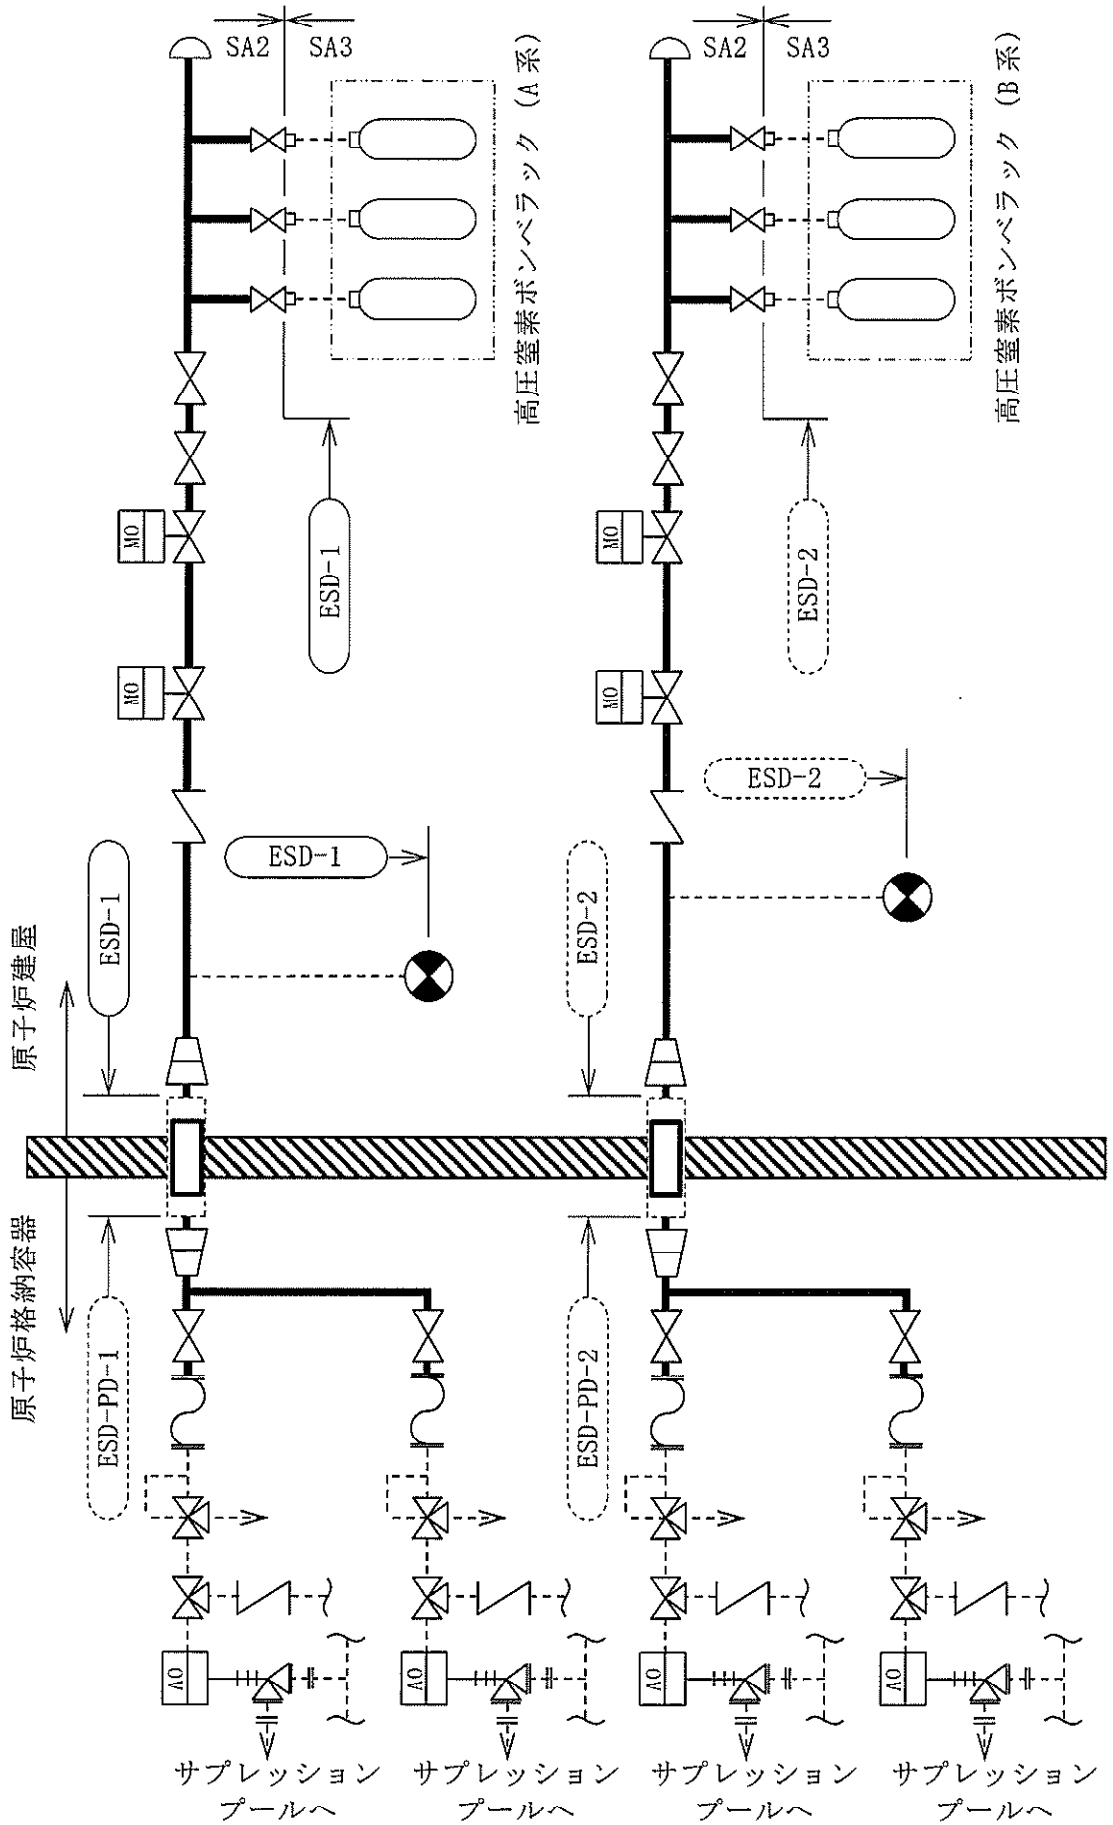 SA2
SA3
高圧窒素ボンベラック (A系)
SA2
SA3
高圧窒素ボンベラック (B系)
MO
ESD-1
MO
ESD-2
MO
MO
ESD-2
ESD-1
ESD-1
ESD-2
原子炉建屋
原子炉格納容器
ESD-PD-1
ESD-PD-2
AO
AO
AO
AO
サプレッション
プールへ
サプレッション
プールへ
サプレッション
プールへ
サプレッション
プールへ